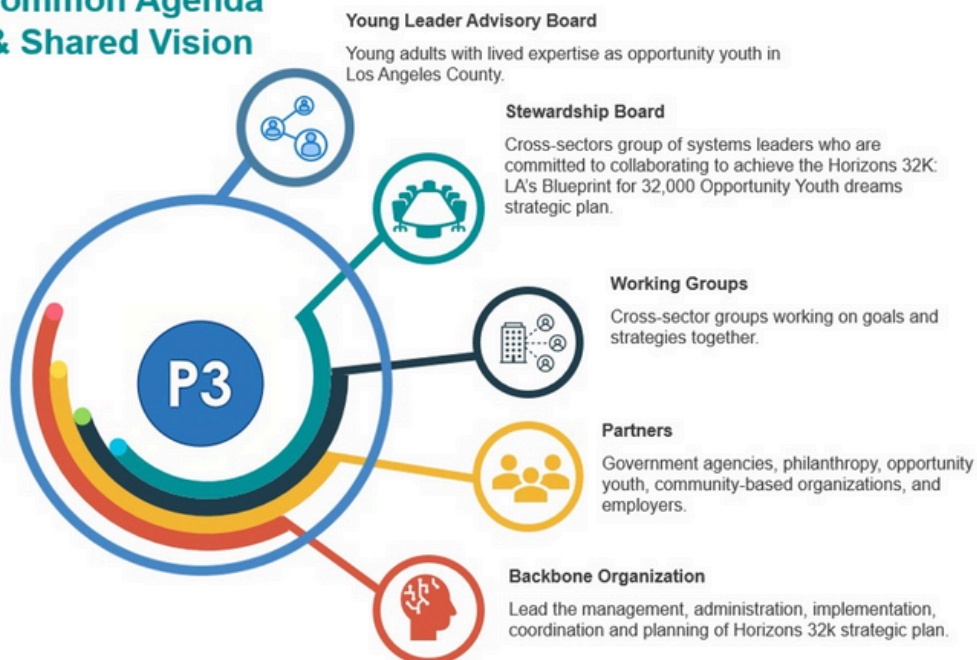 ommon Agenda
& Shared Vision
Young Leader Advisory Board
Young adults with lived expertise as opportunity youth in
Los Angeles County.
Stewardship Board
Cross-sectors group of systems leaders who are
committed to collaborating to achieve the Horizons 32K:
LA's Blueprint for 32,000 Opportunity Youth dreams
strategic plan.
Working Groups
Cross-sector groups working on goals and
strategies together.
P3
Partners
Government agencies, philanthropy, opportunity
youth, community-based organizations, and
employers.
Backbone Organization
Lead the management, administration, implementation,
coordination and planning of Horizons 32k strategic plan.